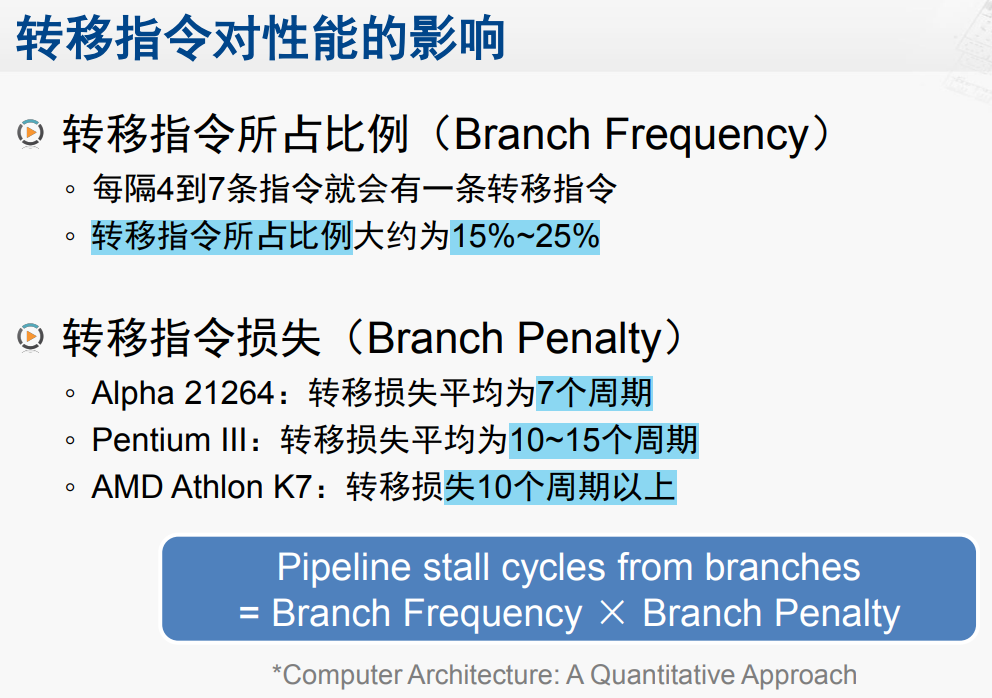 转移指令对性能的影响
转移指令所占比例（Branch Frequency）
◦ 每隔4到7条指令就会有一条转移指令
◦ 转移指令所占比例大约为15%~25%
转移指令损失（Branch Penalty）
◦ Alpha 21264：转移损失平均为7个周期
◦ Pentium III：转移损失平均为10~15个周期
◦ AMD Athlon K7：转移损失10个周期以上
Pipeline stall cycles from branches
= Branch Frequency × Branch Penalty
*Computer Architecture: A Quantitative Approach